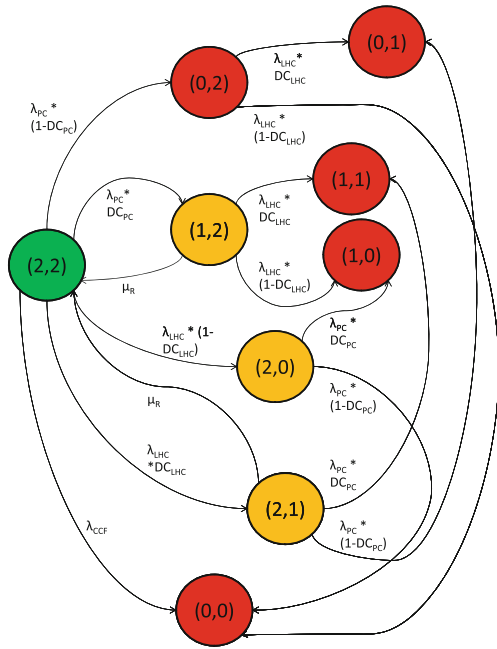 (0,1)
(0,2)
λLHC*
DCLHC
λPC *
(1-DCPC)
λLHC *
(1-DCLHC)
(1,1)
λPC *
DCPC
λLHC *
DCLHC
(1,2)
(1,0)
(2,2)
λLHC *
(1-DCLHC)
μR
λPC *
DCPC
λLHC * (1-
DCLHC)
(2,0)
λPC *
(1-DCPC)
μR
λLHC
*DCLHC
λPC *
DCPC
(2,1)
λPC *
(1-DCPC)
λCCF
(0,0)